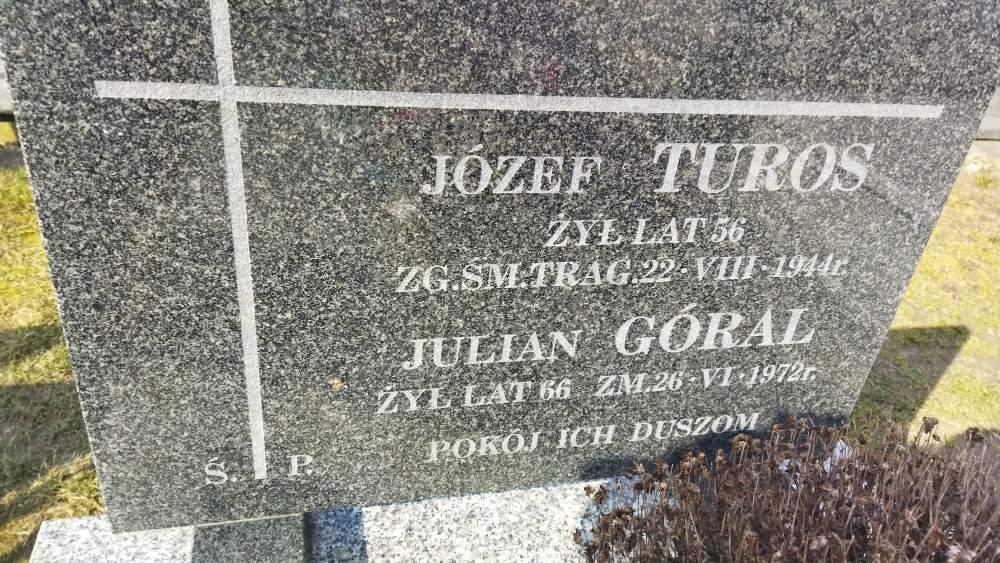 JÓZEF TUROS
ŻYŁ LAT 56
ZG.ŚM.TRAG.22·VIII·1944r.
JULIAN GÓRAL
ŻYŁ LAT 66 ZM.26·VI·1972r.
POKÓJ ICH DUSZOM
Ś. P.